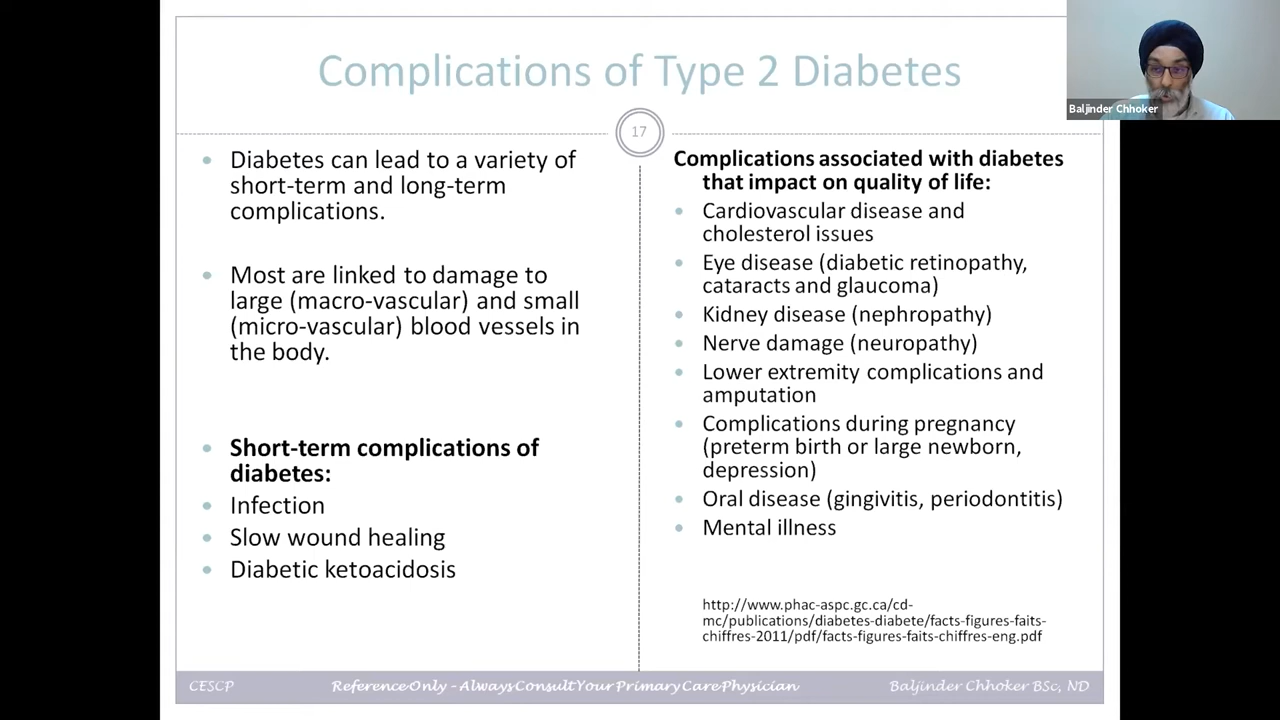 Complications of Type 2 Diabetes
Baljinder Chhoker
17
Diabetes can lead to a variety of
short-term and long-term
complications.
Most are linked to damage to
large (macro-vascular) and small
(micro-vascular) blood vessels in
the body.
Short-term complications of
diabetes:
Infection
Slow wound healing
Diabetic ketoacidosis
Complications associated with diabetes
that impact on quality of life:
Cardiovascular disease and
cholesterol issues
Eye disease (diabetic retinopathy,
cataracts and glaucoma)
Kidney disease (nephropathy)
Nerve damage (neuropathy)
Lower extremity complications and
amputation
Complications during pregnancy
(preterm birth or large newborn,
depression)
Oral disease (gingivitis, periodontitis)
Mental illness
http://www.phac-aspc.gc.ca/cd-
mc/publications/diabetes-diabete/facts-figures-faits-
chiffres-2011/pdf/facts-figures-faits-chiffres-eng.pdf
CESCP
Reference Only - Always Consult Your Primary Care Physician
Baljinder Chhoker BSc, ND